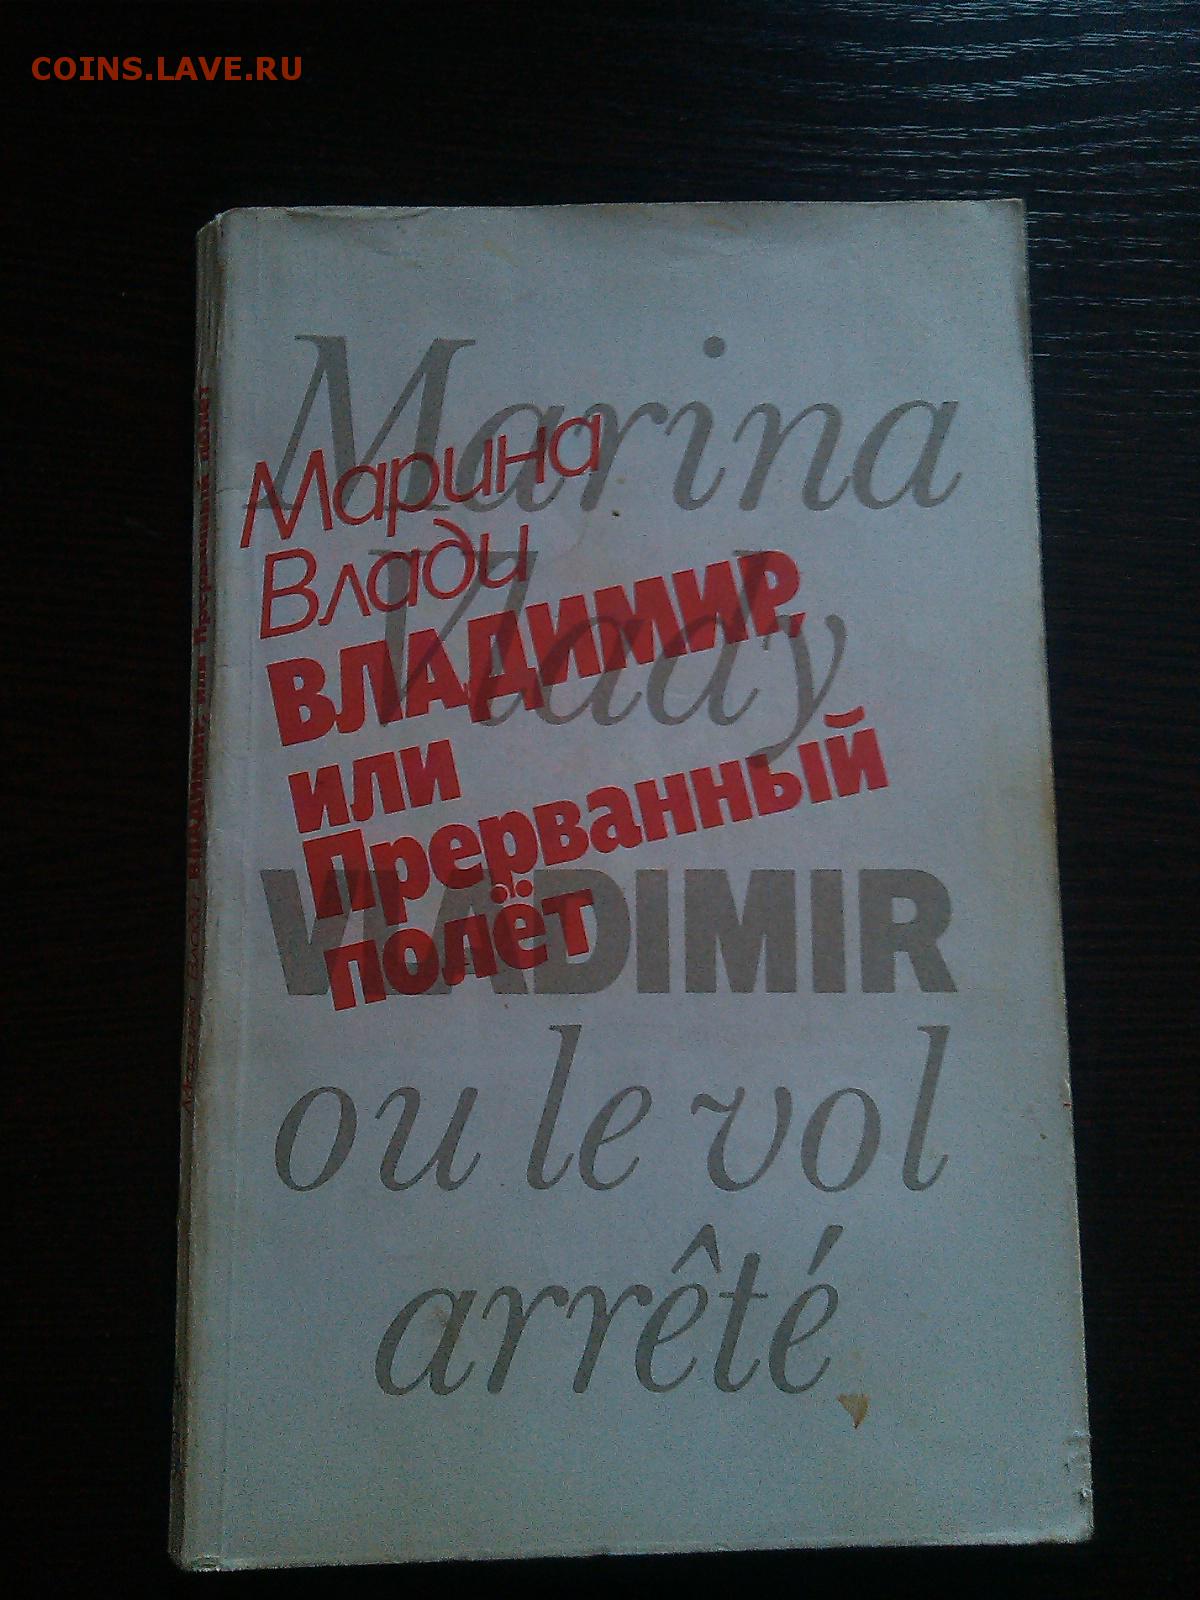 COINS.LAVE.RU
Marina
Vlady
VLADIMIR
ou le vol
arrêté
Марина
Влади
ВЛАДИМИР,
или
Прерванный
полёт
Марина Влади ВЛАДИМИР, или Прерванный полёт